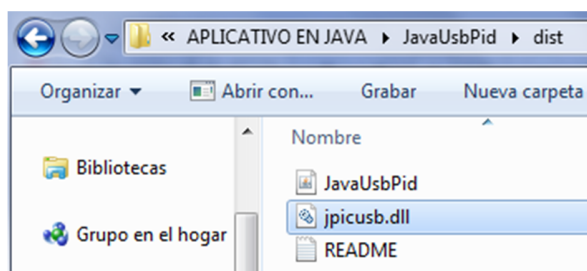 « APLICATIVO EN JAVA ▸ JavaUsbPid ▸ dist
Organizar ▾ Abrir con... Grabar Nueva carpeta
Nombre
Bibliotecas
JavaUsbPid
jpicusb.dll
Grupo en el hogar
README